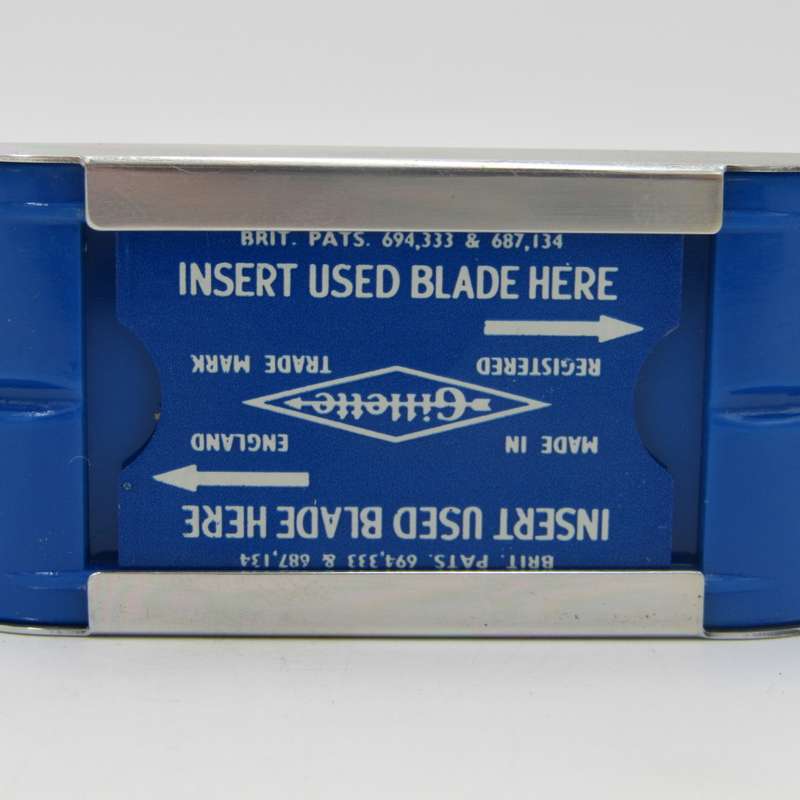 BRIT. PATS. 694,333 & 687,134
INSERT USED BLADE HERE
REGISTERED TRADE MARK
Gillette
MADE IN ENGLAND
INSERT USED BLADE HERE
BRIT. PATS. 694,333 & 687,134